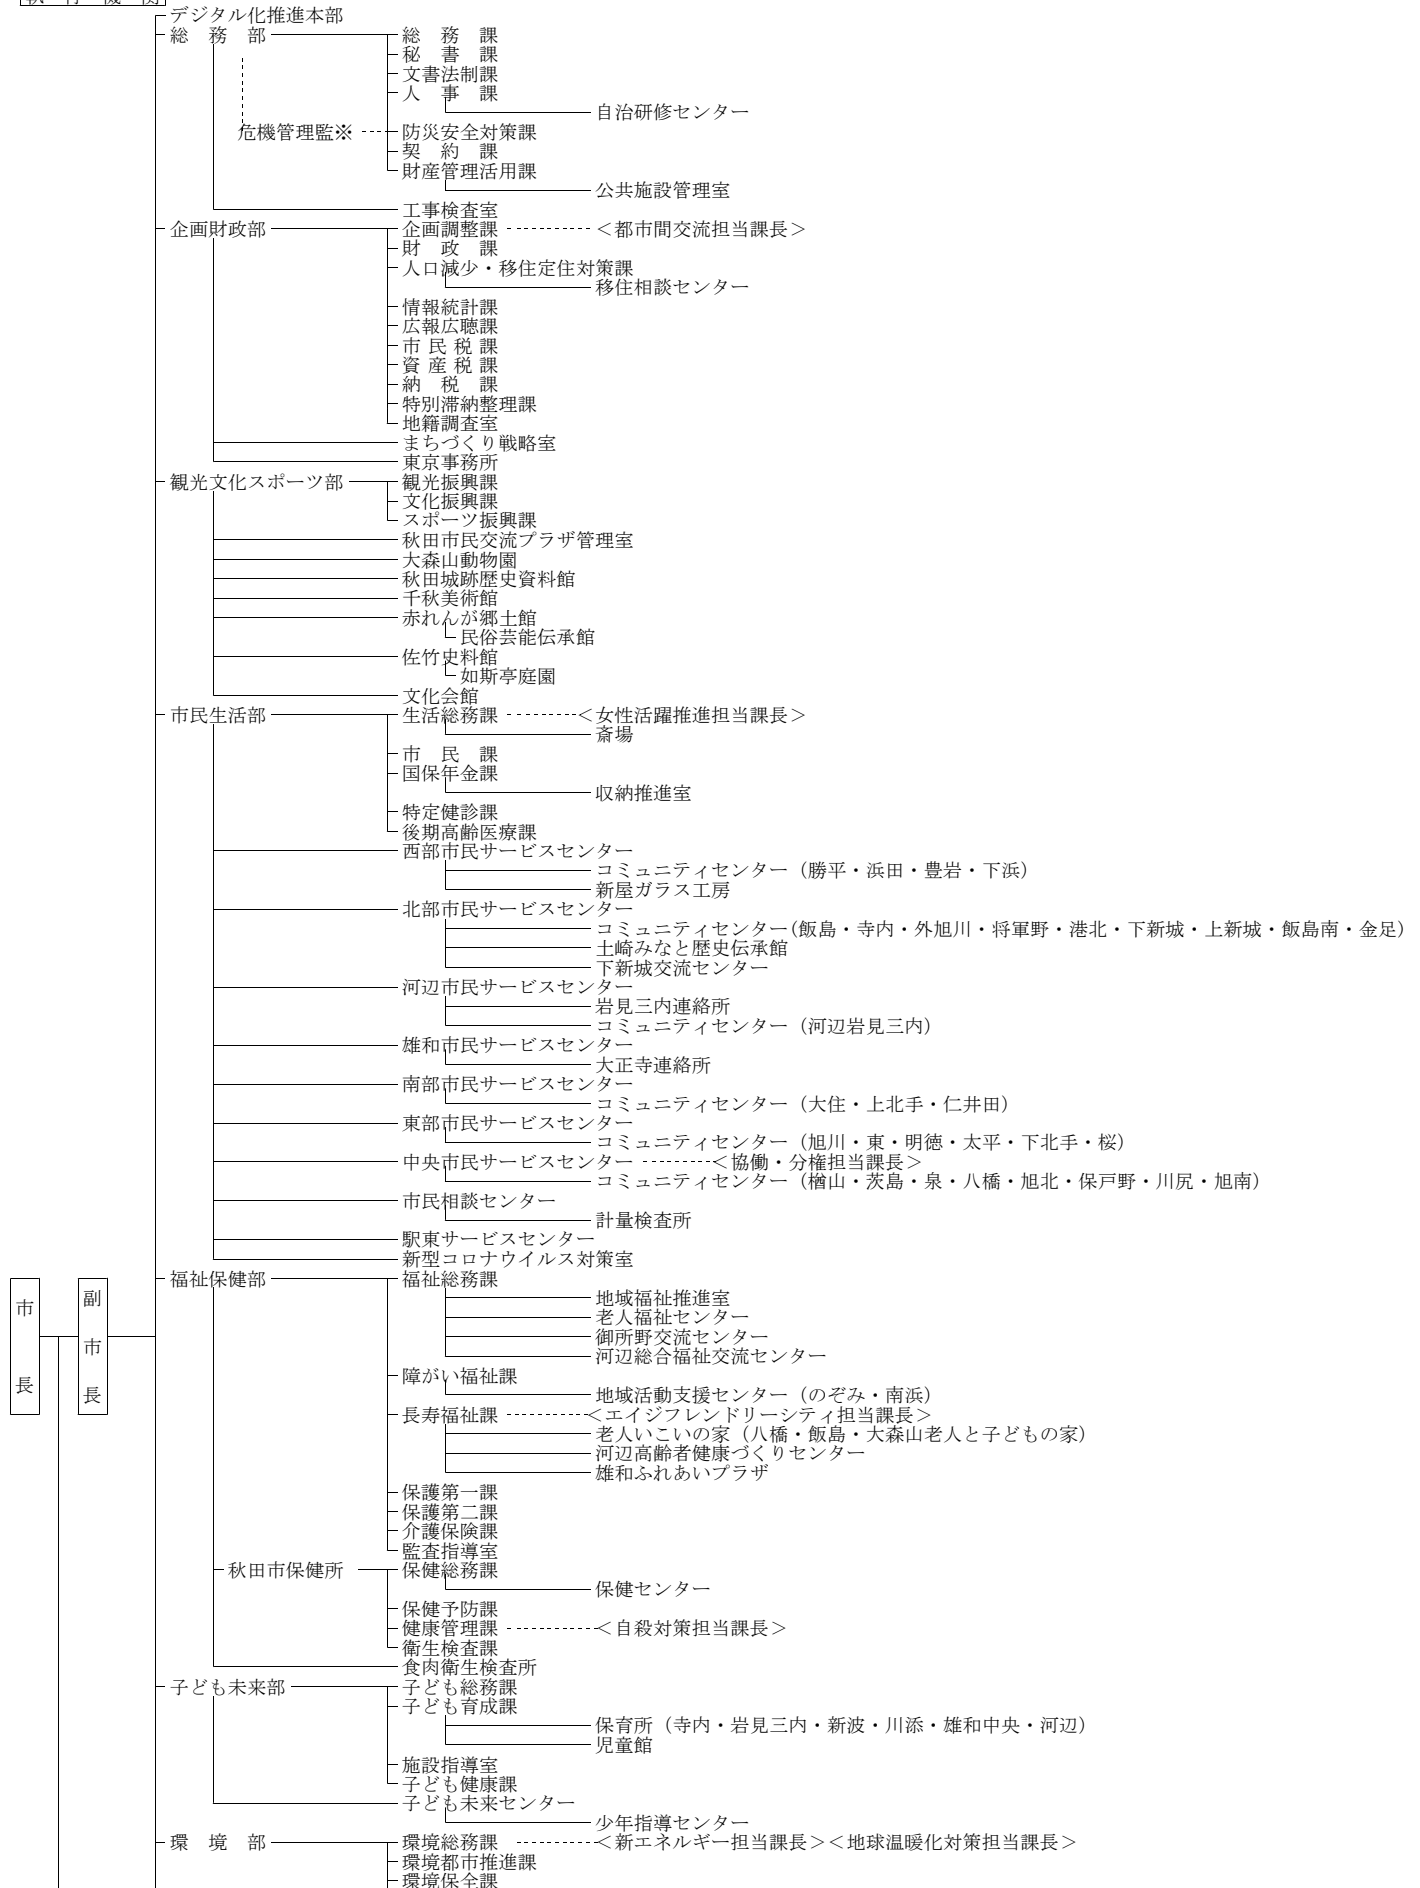 執　行　機　関
デジタル化推進本部
総　務　部　総　務　課
秘　書　課
文書法制課
人　事　課
自治研修センター
危機管理監※　防災安全対策課
契　約　課
財産管理活用課
公共施設管理室
工事検査室
企画財政部　企画調整課　＜都市間交流担当課長＞
財　政　課
人口減少・移住定住対策課
移住相談センター
情報統計課
広報広聴課
市 民 税 課
資 産 税 課
納　税　課
特別滞納整理課
地籍調査室
まちづくり戦略室
東京事務所
観光文化スポーツ部　観光振興課
文化振興課
スポーツ振興課
秋田市民交流プラザ管理室
大森山動物園
秋田城跡歴史資料館
千秋美術館
赤れんが郷土館
民俗芸能伝承館
佐竹史料館
如斯亭庭園
文化会館
市民生活部　生活総務課　＜女性活躍推進担当課長＞
斎場
市　民　課
国保年金課
収納推進室
特定健診課
後期高齢医療課
西部市民サービスセンター
コミュニティセンター（勝平・浜田・豊岩・下浜）
新屋ガラス工房
北部市民サービスセンター
コミュニティセンター（飯島・寺内・外旭川・将軍野・港北・下新城・上新城・飯島南・金足）
土崎みなと歴史伝承館
下新城交流センター
河辺市民サービスセンター
岩見三内連絡所
コミュニティセンター（河辺岩見三内）
雄和市民サービスセンター
大正寺連絡所
南部市民サービスセンター
コミュニティセンター（大住・上北手・仁井田）
東部市民サービスセンター
コミュニティセンター（旭川・東・明徳・太平・下北手・桜）
中央市民サービスセンター　＜協働・分権担当課長＞
コミュニティセンター（楢山・茨島・泉・八橋・旭北・保戸野・川尻・旭南）
市民相談センター
計量検査所
駅東サービスセンター
新型コロナウイルス対策室
市長　副市長　福祉保健部　福祉総務課
地域福祉推進室
老人福祉センター
御所野交流センター
河辺総合福祉交流センター
障がい福祉課
地域活動支援センター（のぞみ・南浜）
長寿福祉課　＜エイジフレンドリーシティ担当課長＞
老人いこいの家（八橋・飯島・大森山老人と子どもの家）
河辺高齢者健康づくりセンター
雄和ふれあいプラザ
保護第一課
保護第二課
介護保険課
監査指導室
秋田市保健所　保健総務課
保健センター
保健予防課
健康管理課　＜自殺対策担当課長＞
衛生検査課
食肉衛生検査所
子ども未来部　子ども総務課
子ども育成課
保育所（寺内・岩見三内・新波・川添・雄和中央・河辺）
児童館
施設指導室
子ども健康課
子ども未来センター
少年指導センター
環　境　部　環境総務課　＜新エネルギー担当課長＞＜地球温暖化対策担当課長＞
環境都市推進課
環境保全課